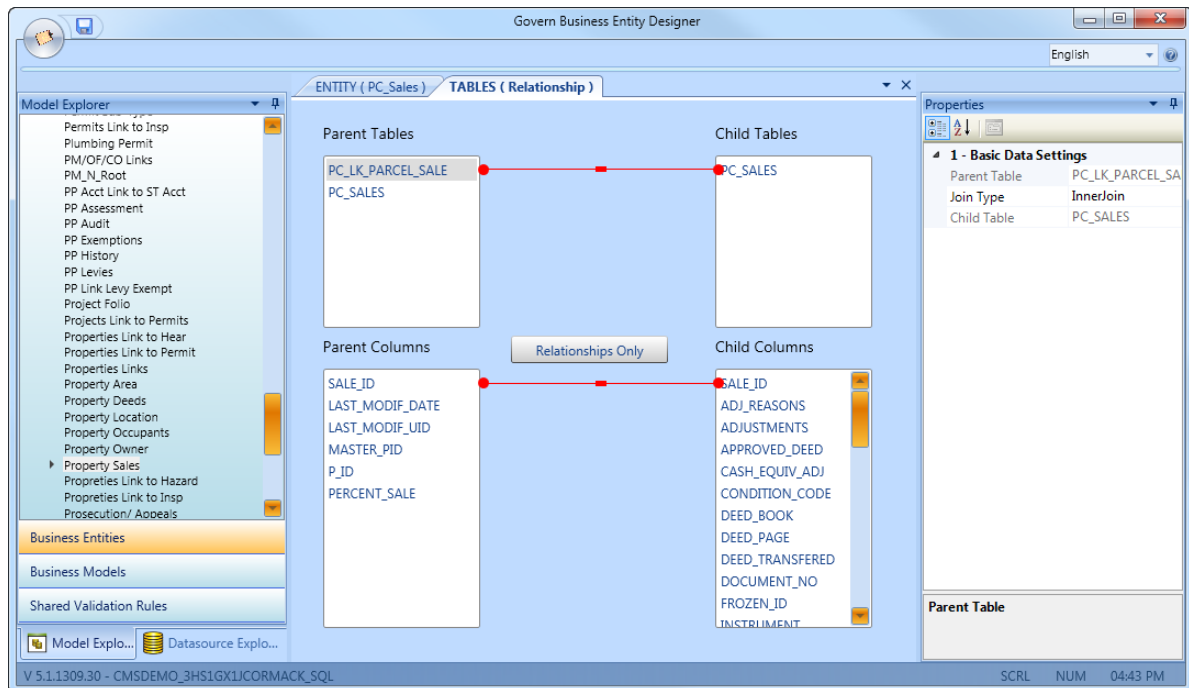 Govern Business Entity Designer
English
Model Explorer
Permits Link to Insp
Plumbing Permit
PM/OF/CO Links
PM_N_Root
PP Acct Link to ST Acct
PP Assessment
PP Audit
PP Exemptions
PP History
PP Levies
PP Link Levy Exempt
Project Folio
Projects Link to Permits
Properties Link to Hear
Properties Link to Permit
Properties Links
Property Area
Property Deeds
Property Location
Property Occupants
Property Owner
Property Sales
Propreties Link to Hazard
Propreties Link to Insp
Prosecution/ Appeals
Business Entities
Business Models
Shared Validation Rules
Model Explo...
Datasource Explo...
ENTITY ( PC_Sales )
TABLES ( Relationship )
Parent Tables
PC_LK_PARCEL_SALE
PC_SALES
Child Tables
PC_SALES
Parent Columns
SALE_ID
LAST_MODIF_DATE
LAST_MODIF_UID
MASTER_PID
P_ID
PERCENT_SALE
Relationships Only
Child Columns
SALE_ID
ADJ_REASONS
ADJUSTMENTS
APPROVED_DEED
CASH_EQUIV_ADJ
CONDITION_CODE
DEED_BOOK
DEED_PAGE
DEED_TRANSFERED
DOCUMENT_NO
FROZEN_ID
INSTRUMENT
Properties
1 - Basic Data Settings
Parent Table PC_LK_PARCEL_SA
Join Type InnerJoin
Child Table PC_SALES
Parent Table
V 5.1.1309.30 - CMSDEMO_3HS1GX1JCORMACK_SQL
SCRL NUM 04:43 PM